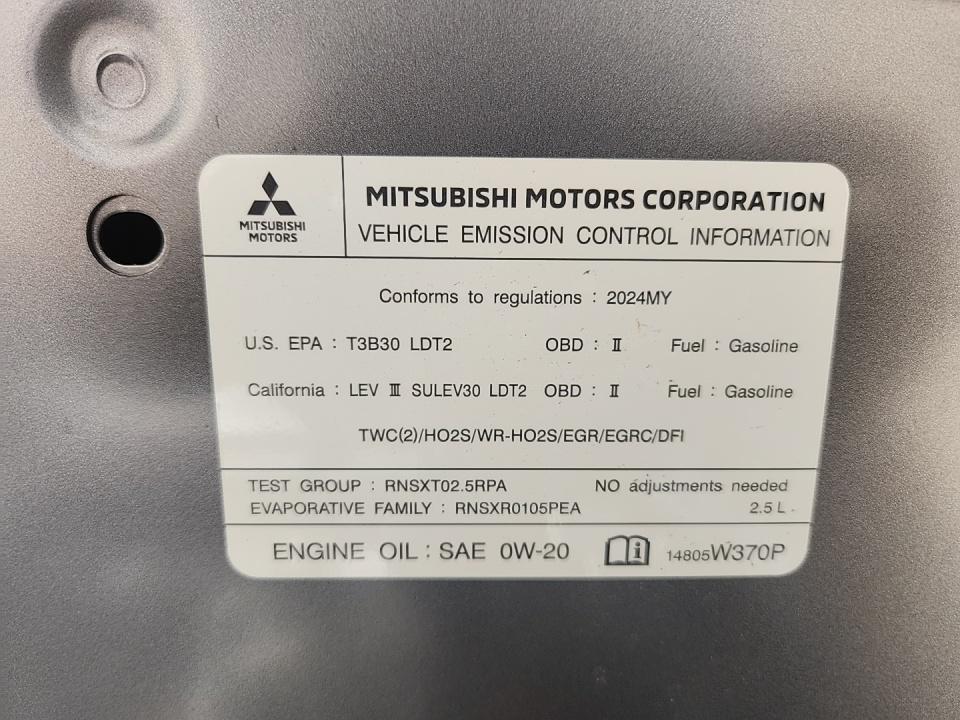 MITSUBISHI
MOTORS
MITSUBISHI MOTORS CORPORATION
VEHICLE EMISSION CONTROL INFORMATION
Conforms to regulations : 2024MY
U.S. EPA : T3B30 LDT2 OBD : Ⅱ Fuel : Gasoline
California : LEV Ⅲ SULEV30 LDT2 OBD : Ⅱ Fuel : Gasoline
TWC(2)/HO2S/WR-HO2S/EGR/EGRC/DFI
TEST GROUP : RNSXT02.5RPA NO adjustments needed
EVAPORATIVE FAMILY : RNSXR0105PEA 2.5 L
ENGINE OIL : SAE 0W-20 14805W370P